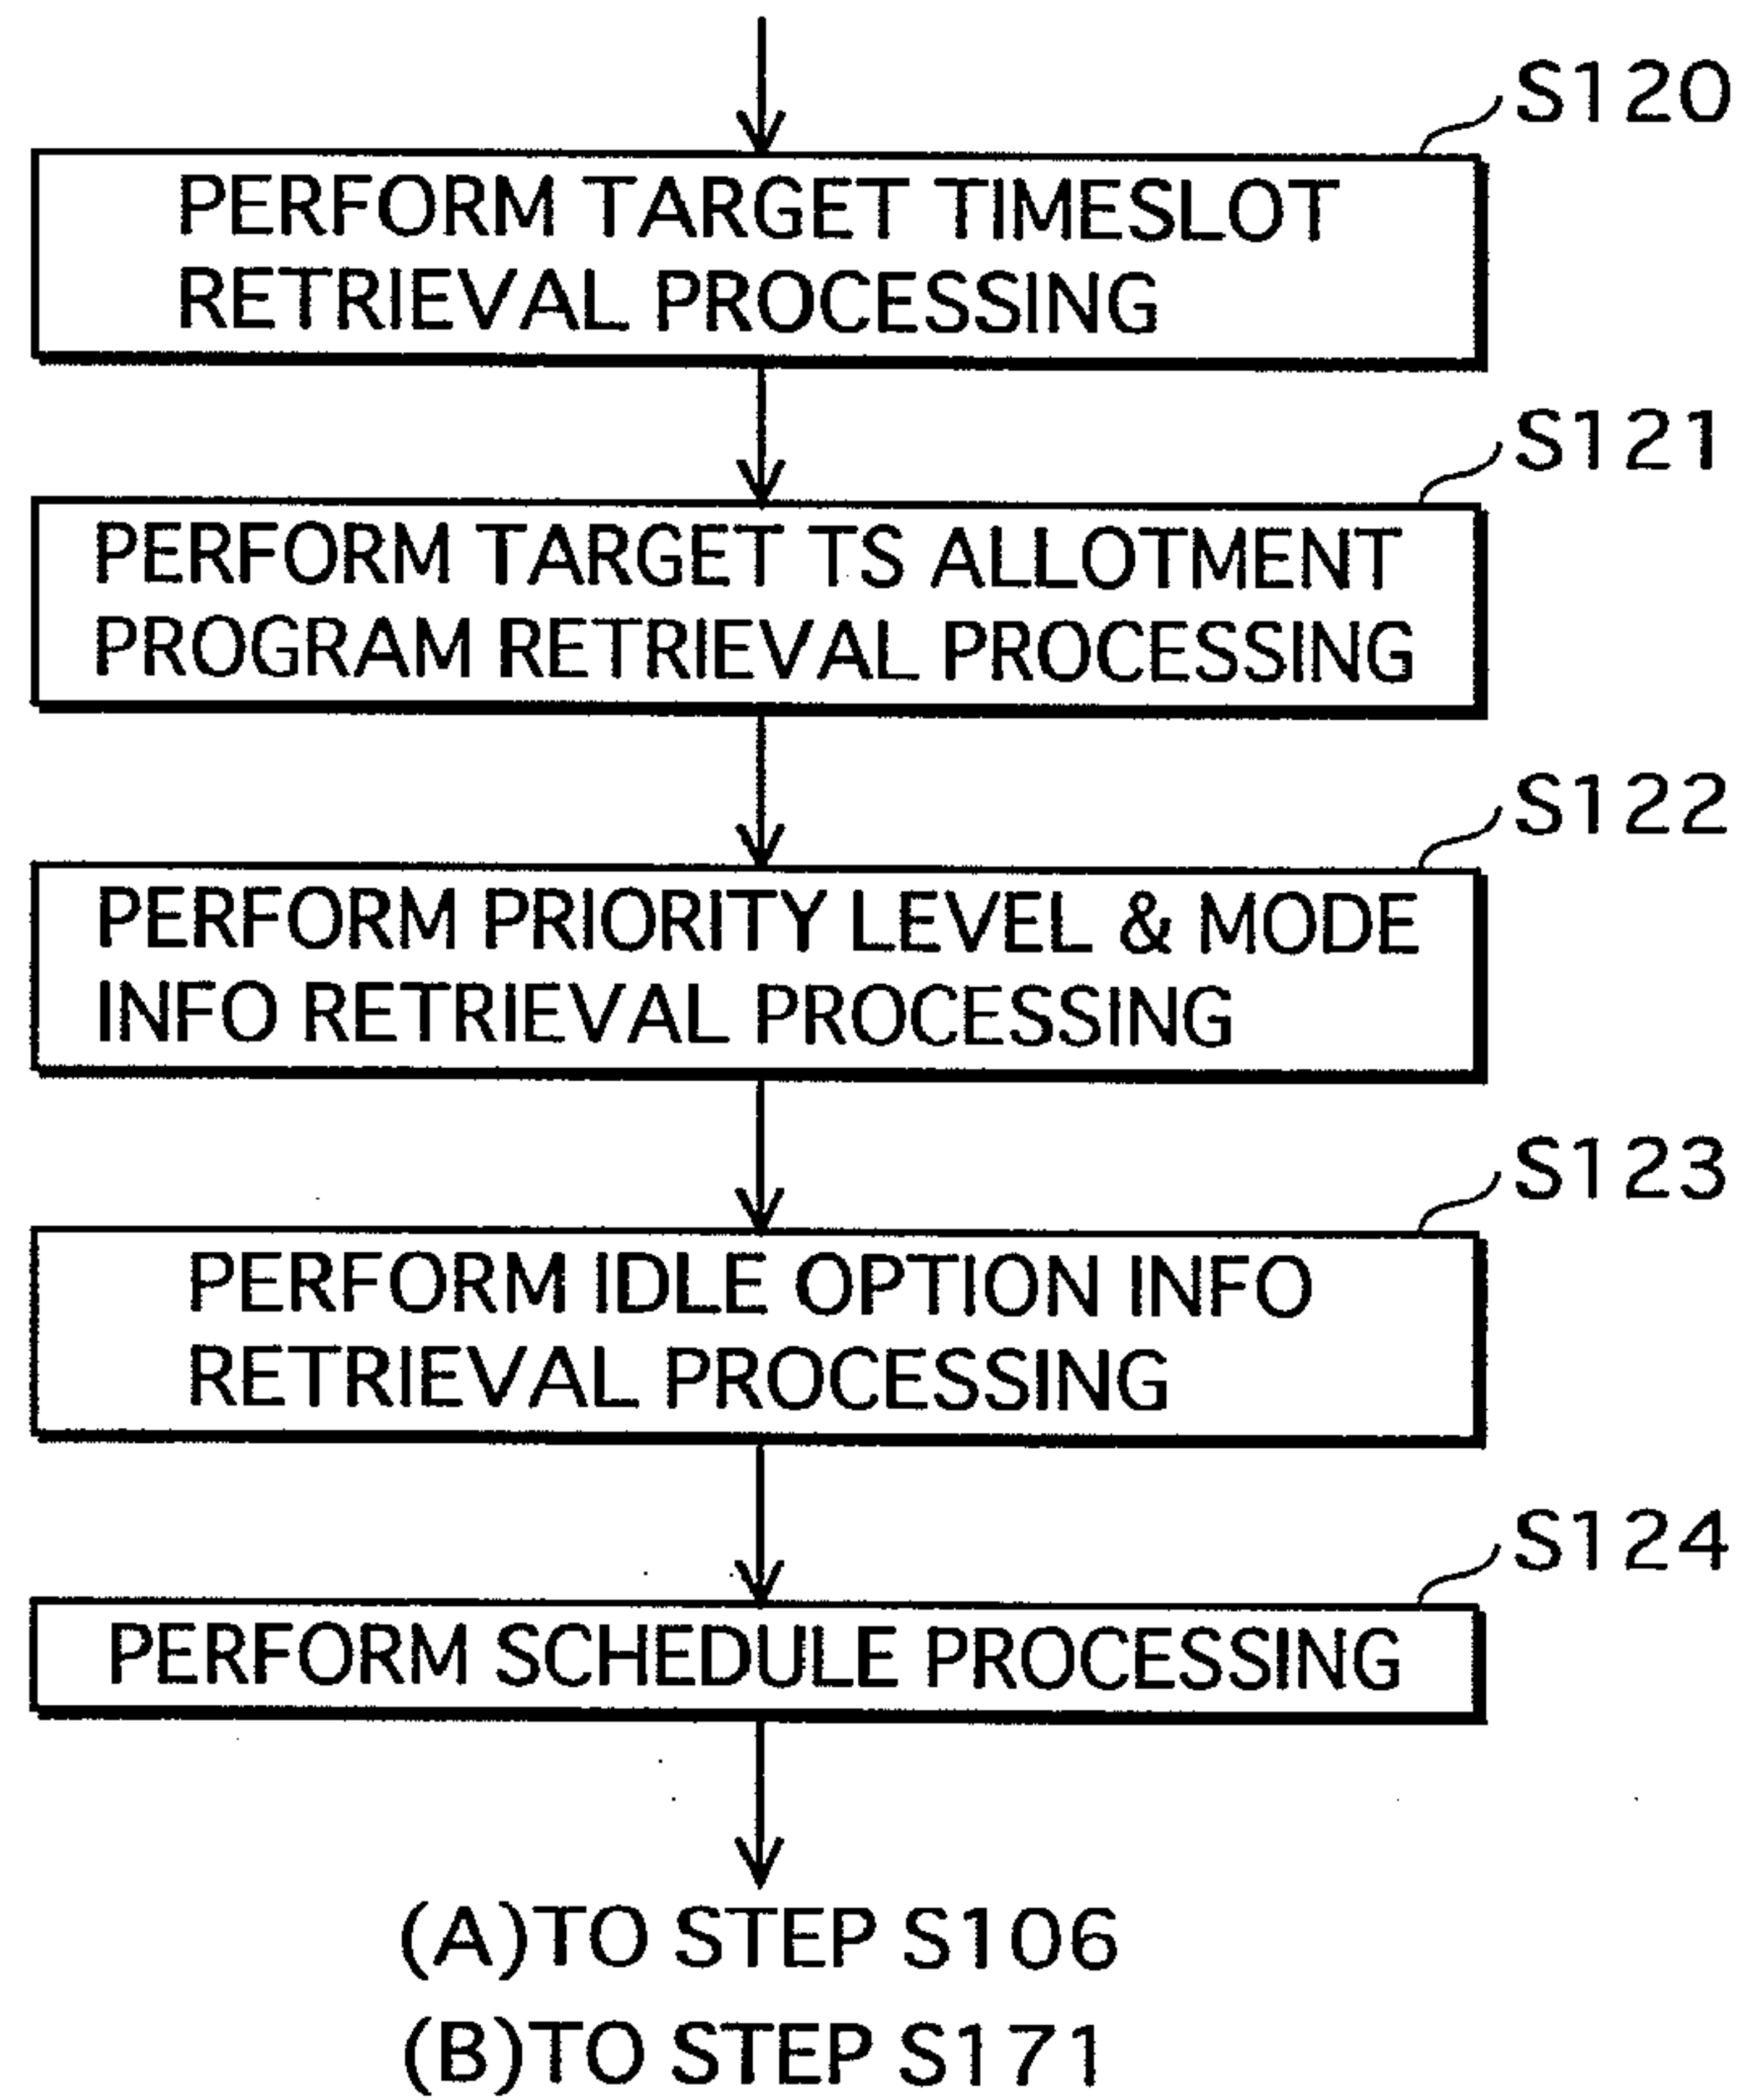 S120
PERFORM TARGET TIMESLOT
RETRIEVAL PROCESSING
S121
PERFORM TARGET TS ALLOTMENT
PROGRAM RETRIEVAL PROCESSING
S122
PERFORM PRIORITY LEVEL & MODE
INFO RETRIEVAL PROCESSING
S123
PERFORM IDLE OPTION INFO
RETRIEVAL PROCESSING
S124
PERFORM SCHEDULE PROCESSING
(A)TO STEP S106
(B)TO STEP S171